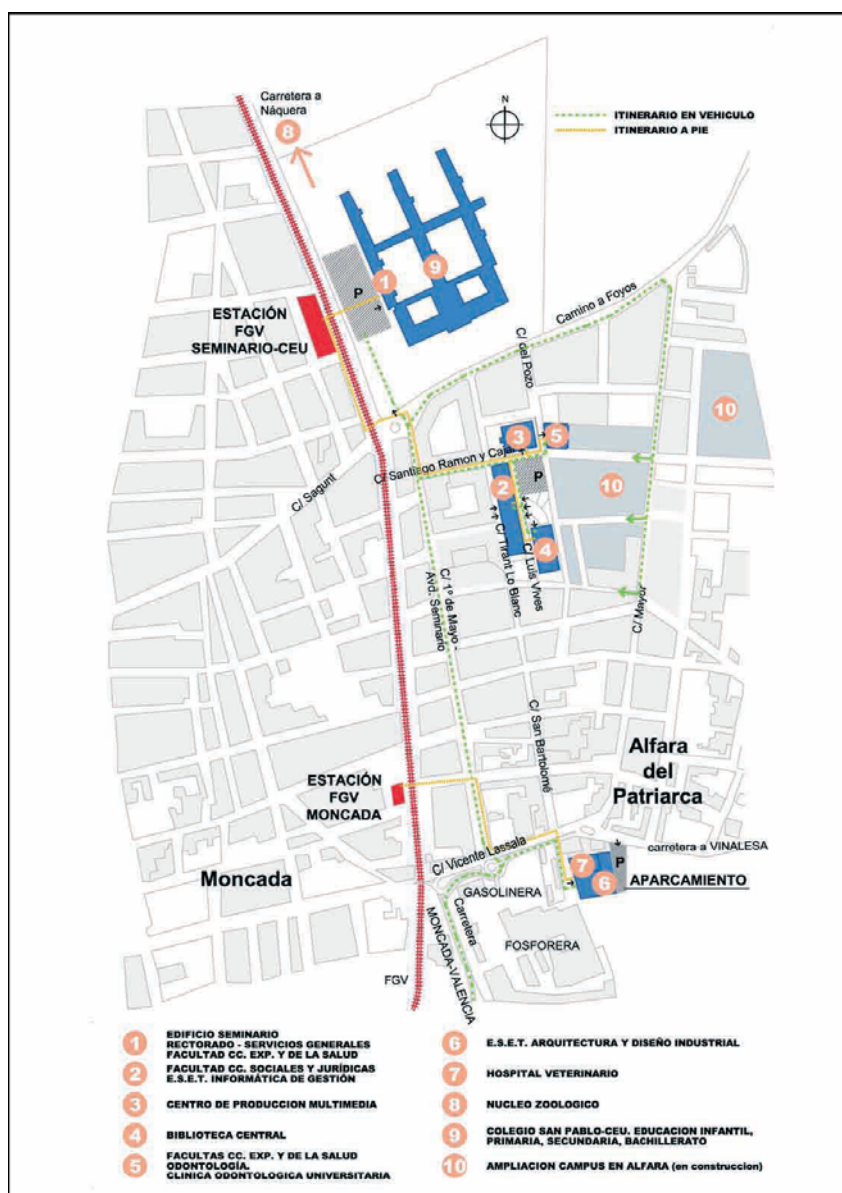 Carretera a
Náquera
8
N
ITINERARIO EN VEHICULO
ITINERARIO A PIE
1
9
P
ESTACIÓN
FGV
SEMINARIO-CEU
Camino a Foyos
C/ del Pozo
10
3
5
C/ Santiago Ramon y Cajal
P
10
2
C/ Sagunt
4
C/ Tirant Lo Blanc
C/ Luis Vives
C/ Mayor
C/ 1º de Mayo -
Avd. Seminario
C/ San Bartolomé
Alfara
del
Patriarca
ESTACIÓN
FGV
MONCADA
carretera a VINALESA
C/ Vicente Lassala
7
P
6
Moncada
GASOLINERA
APARCAMIENTO
Carretera
MONCADA-VALENCIA
FOSFORERA
FGV
1
EDIFICIO SEMINARIO
RECTORADO - SERVICIOS GENERALES
FACULTAD CC. EXP. Y DE LA SALUD
2
FACULTAD CC. SOCIALES Y JURÍDICAS
E.S.E.T. INFORMÁTICA DE GESTIÓN
3
CENTRO DE PRODUCCION MULTIMEDIA
4
BIBLIOTECA CENTRAL
5
FACULTAS CC. EXP. Y DE LA SALUD
ODONTOLOGÍA.
CLINICA ODONTOLOGICA UNIVERSITARIA
6
E.S.E.T. ARQUITECTURA Y DISEÑO INDUSTRIAL
7
HOSPITAL VETERINARIO
8
NUCLEO ZOOLOGICO
9
COLEGIO SAN PABLO-CEU. EDUCACION INFANTIL,
PRIMARIA, SECUNDARIA, BACHILLERATO
10
AMPLIACION CAMPUS EN ALFARA (en construccion)